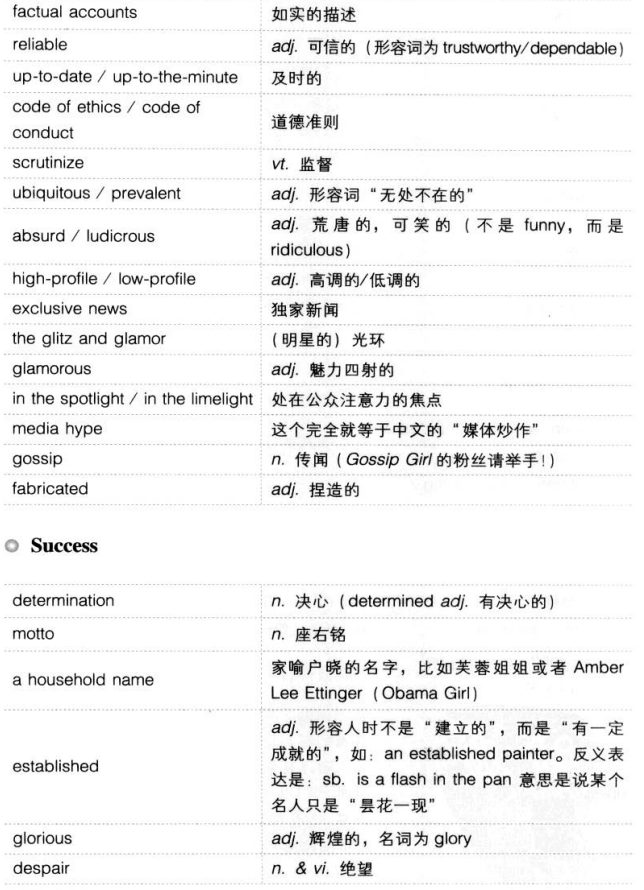 factual accounts 如实的描述
reliable adj. 可信的（形容词为 trustworthy/dependable）
up-to-date / up-to-the-minute 及时的
code of ethics / code of
conduct
道德准则
scrutinize vt. 监督
ubiquitous / prevalent adj. 形容词“无处不在的”
absurd / ludicrous
adj. 荒唐的，可笑的（不是 funny，而是
ridiculous）
high-profile / low-profile adj. 高调的/低调的
exclusive news 独家新闻
the glitz and glamor （明星的）光环
glamorous adj. 魅力四射的
in the spotlight / in the limelight 处在公众注意力的焦点
media hype 这个完全就等于中文的“媒体炒作”
gossip n. 传闻（Gossip Girl 的粉丝请举手！）
fabricated adj. 捏造的
Success
determination n. 决心（determined adj. 有决心的）
motto n. 座右铭
a household name
家喻户晓的名字，比如芙蓉姐姐或者 Amber
Lee Ettinger（Obama Girl）
established
adj. 形容人时不是“建立的”，而是“有一定
成就的”，如：an established painter。反义表
达是：sb. is a flash in the pan 意思是说某个
名人只是“昙花一现”
glorious adj. 辉煌的，名词为 glory
despair n. & vi. 绝望